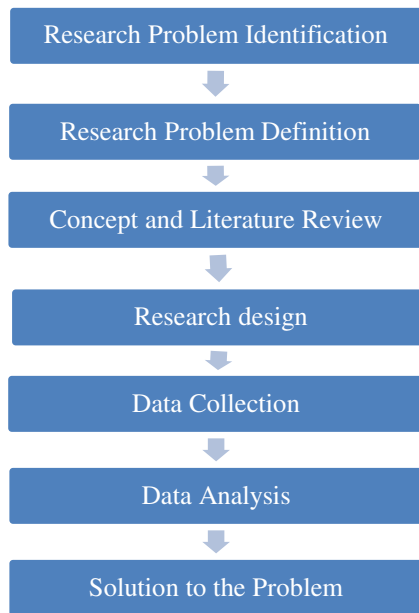 Research Problem Identification
Research Problem Definition
Concept and Literature Review
Research design
Data Collection
Data Analysis
Solution to the Problem